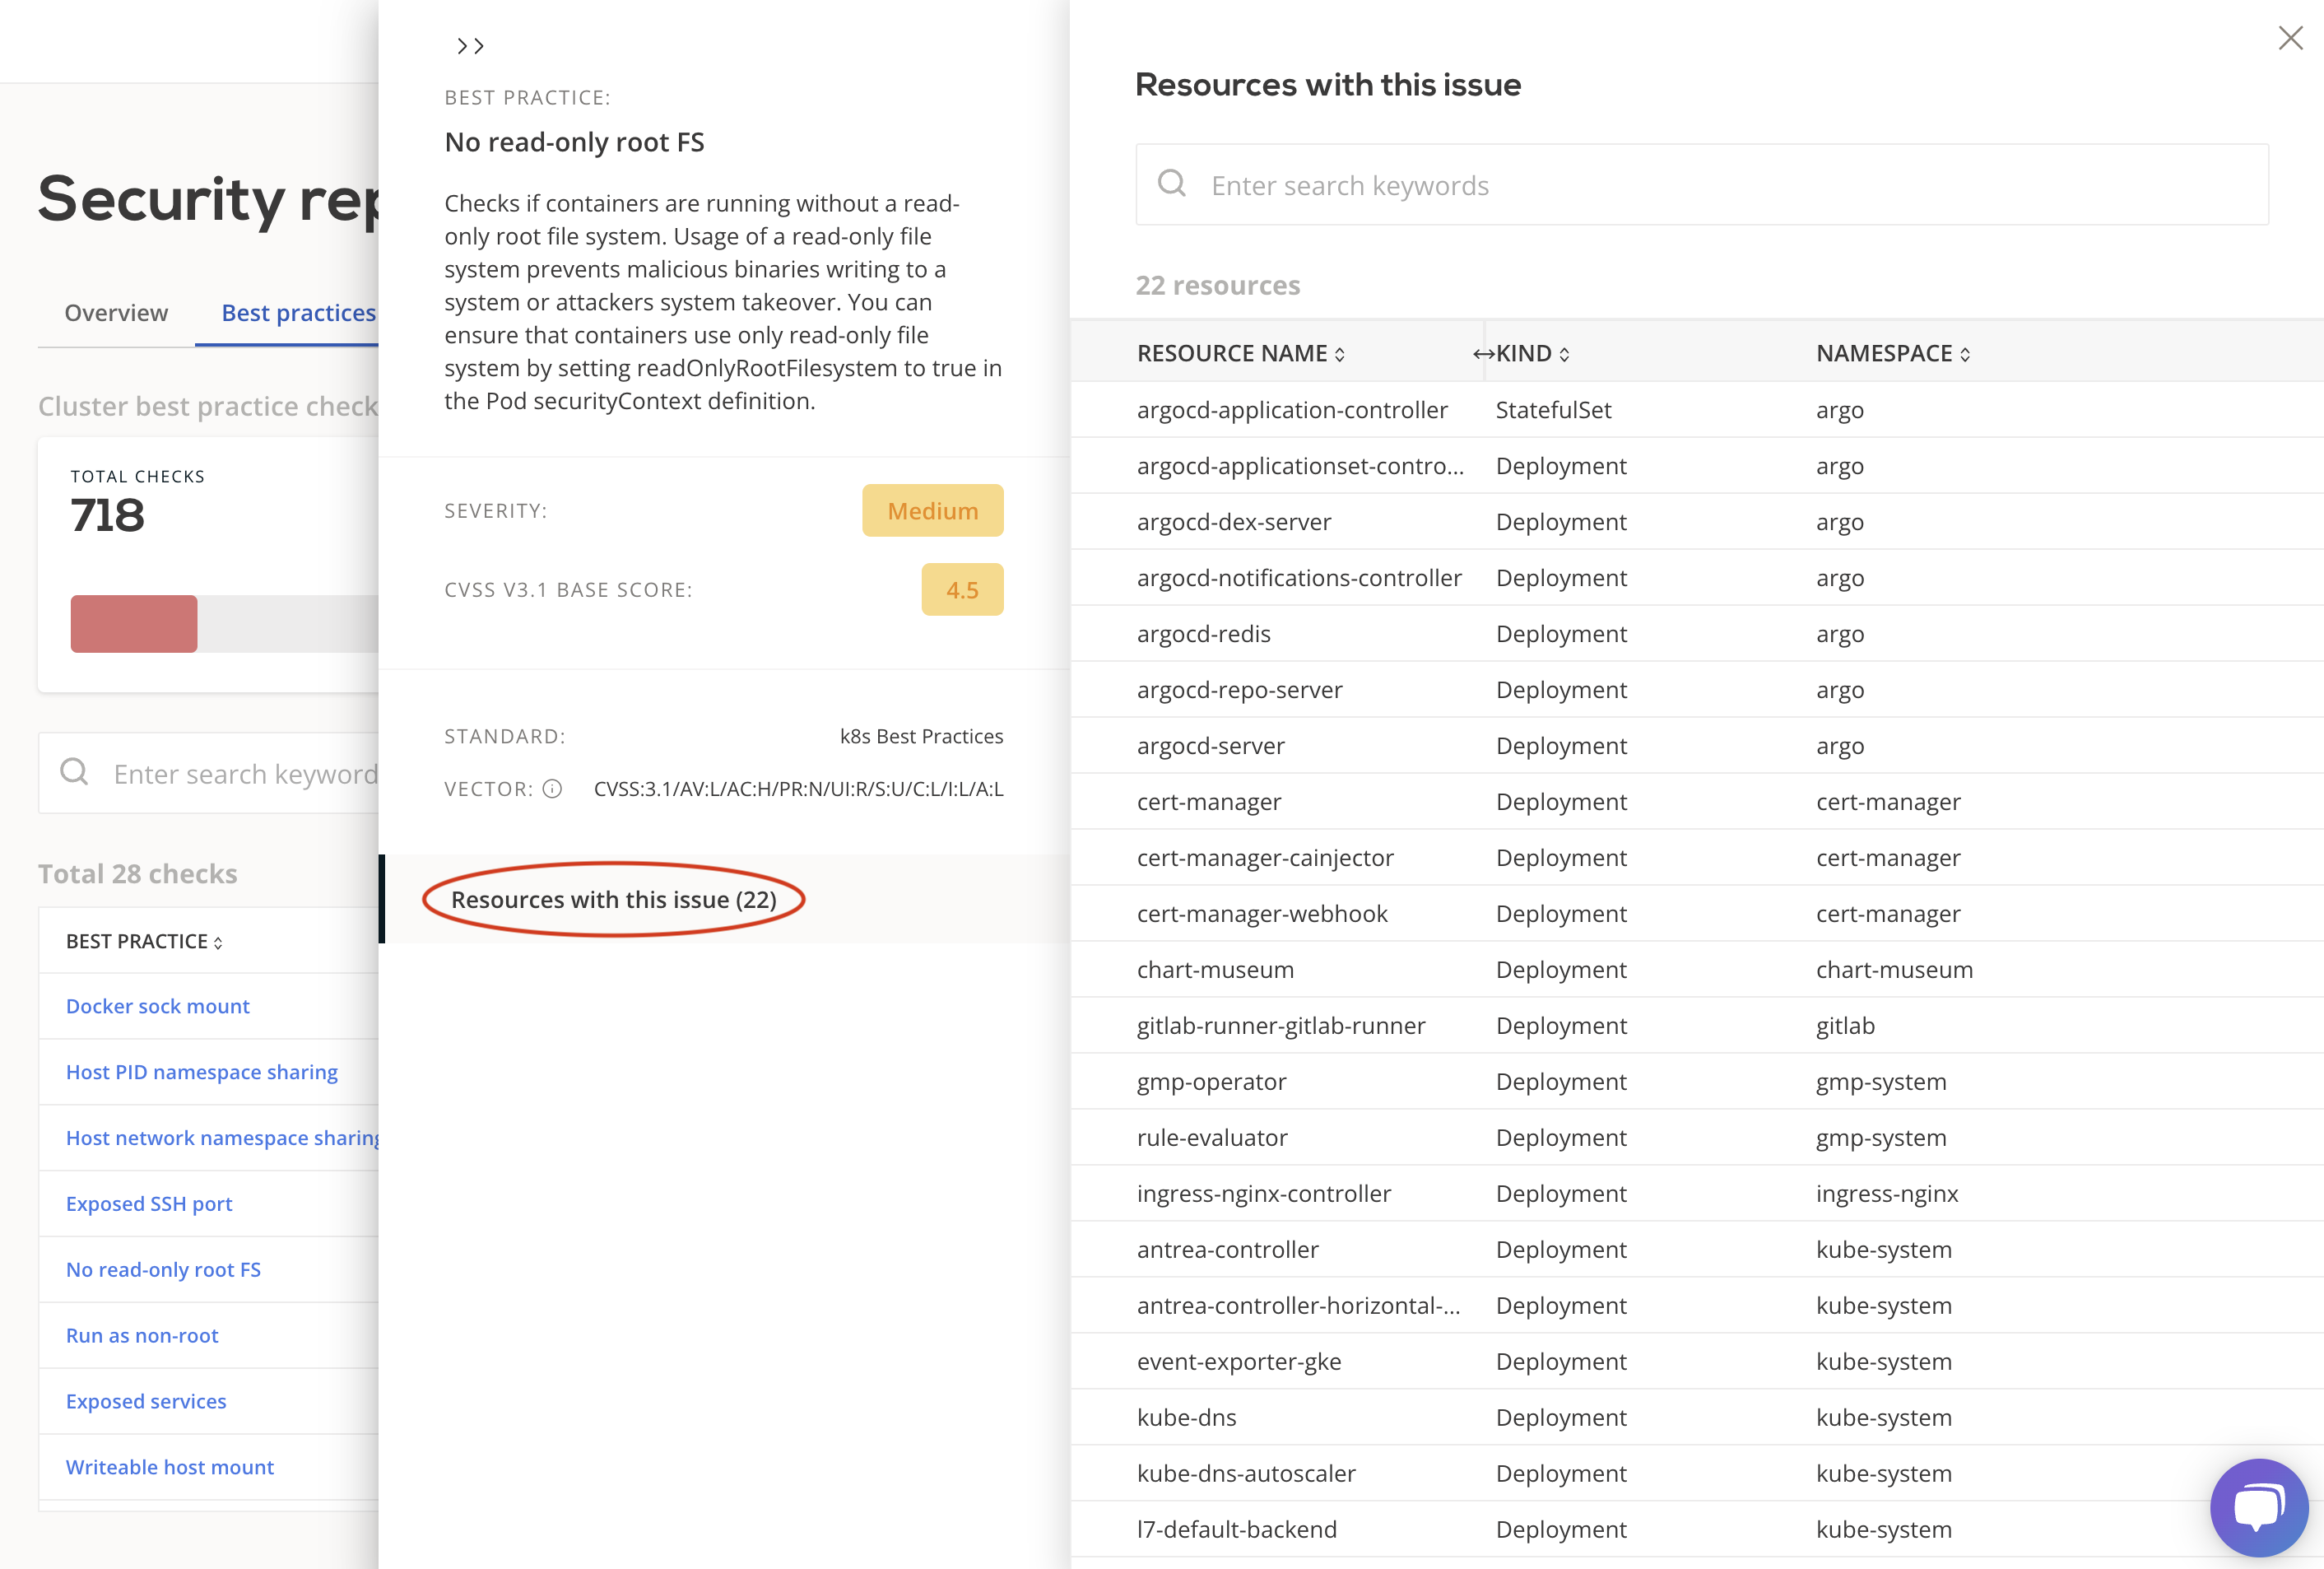 Security rep
Overview
Best practices
Cluster best practice check
TOTAL CHECKS
718
Enter search keyword
Total 28 checks
BEST PRACTICE
Docker sock mount
Host PID namespace sharing
Host network namespace sharing
Exposed SSH port
No read-only root FS
Run as non-root
Exposed services
Writeable host mount
BEST PRACTICE:
No read-only root FS
Checks if containers are running without a read-
only root file system. Usage of a read-only file
system prevents malicious binaries writing to a
system or attackers system takeover. You can
ensure that containers use only read-only file
system by setting readOnlyRootFilesystem to true in
the Pod securityContext definition.
SEVERITY:
Medium
CVSS V3.1 BASE SCORE:
4.5
STANDARD:
k8s Best Practices
VECTOR:
CVSS:3.1/AV:L/AC:H/PR:N/UI:R/S:U/C:L/I:L/A:L
Resources with this issue (22)
Resources with this issue
Enter search keywords
22 resources
RESOURCE NAME KIND NAMESPACE
argocd-application-controller StatefulSet argo
argocd-applicationset-contro... Deployment argo
argocd-dex-server Deployment argo
argocd-notifications-controller Deployment argo
argocd-redis Deployment argo
argocd-repo-server Deployment argo
argocd-server Deployment argo
cert-manager Deployment cert-manager
cert-manager-cainjector Deployment cert-manager
cert-manager-webhook Deployment cert-manager
chart-museum Deployment chart-museum
gitlab-runner-gitlab-runner Deployment gitlab
gmp-operator Deployment gmp-system
rule-evaluator Deployment gmp-system
ingress-nginx-controller Deployment ingress-nginx
antrea-controller Deployment kube-system
antrea-controller-horizontal-... Deployment kube-system
event-exporter-gke Deployment kube-system
kube-dns Deployment kube-system
kube-dns-autoscaler Deployment kube-system
l7-default-backend Deployment kube-system